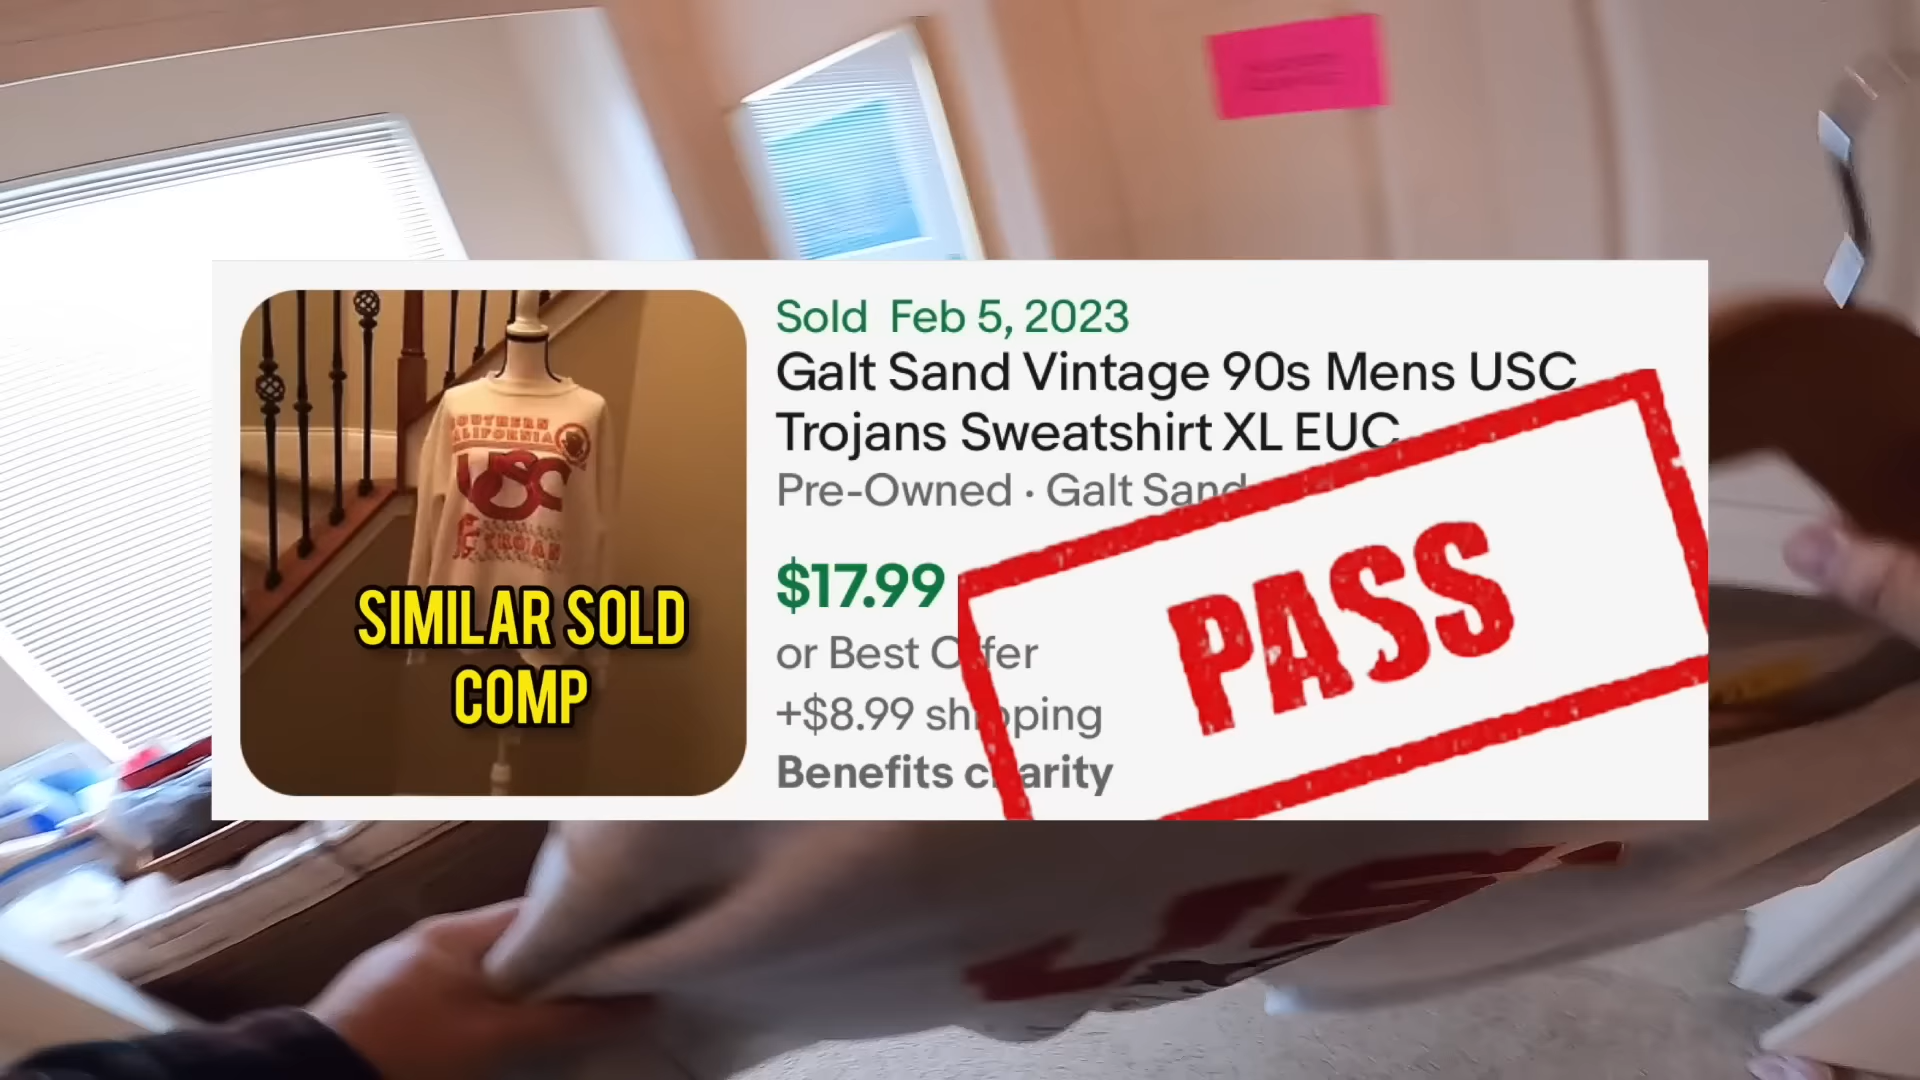 Sold Feb 5, 2023
Galt Sand Vintage 90s Mens USC
Trojans Sweatshirt XL EUC
Pre-Owned · Galt Sand
$17.99
or Best Offer
+$8.99 shipping
Benefits charity
PASS
SOUTHERN
CALIFORNIA
USC
TROJAN
SIMILAR SOLD
COMP